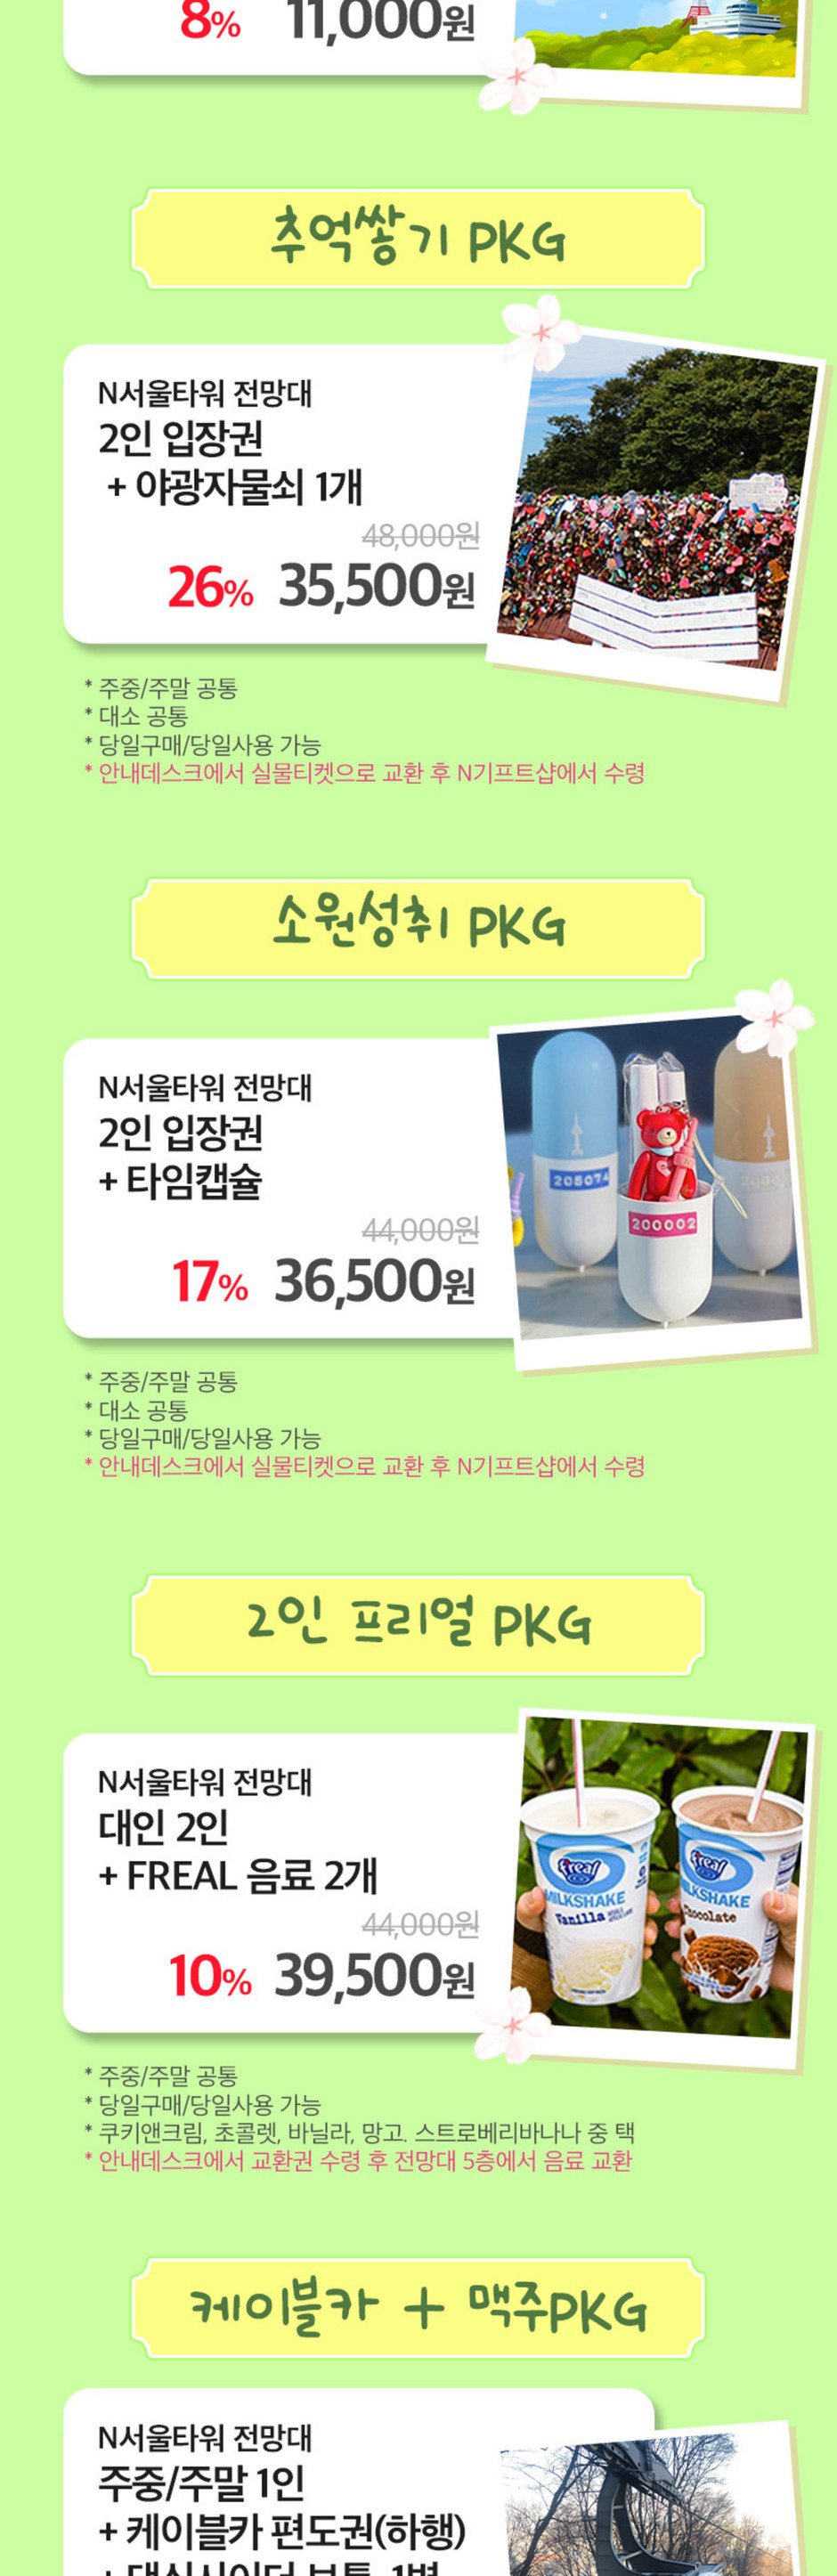 8% 11,000원
추억쌓기 PKG
N서울타워 전망대
2인 입장권
+ 야광자물쇠 1개
48,000원
26% 35,500원
* 주중/주말 공통
* 대소 공통
* 당일구매/당일사용 가능
* 안내데스크에서 실물티켓으로 교환 후 N기프트샵에서 수령
소원성취 PKG
N서울타워 전망대
2인 입장권
+ 타임캡슐
44,000원
17% 36,500원
205074
200002
* 주중/주말 공통
* 대소 공통
* 당일구매/당일사용 가능
* 안내데스크에서 실물티켓으로 교환 후 N기프트샵에서 수령
2인 프리얼 PKG
N서울타워 전망대
대인 2인
+ FREAL 음료 2개
44,000원
10% 39,500원
f'real
MILKSHAKE
Vanilla
f'real
MILKSHAKE
Chocolate
* 주중/주말 공통
* 당일구매/당일사용 가능
* 쿠키앤크림, 초콜렛, 바닐라, 망고. 스트로베리바나나 중 택
* 안내데스크에서 교환권 수령 후 전망대 5층에서 음료 교환
케이블카 + 맥주PKG
N서울타워 전망대
주중/주말 1인
+ 케이블카 편도권(하행)